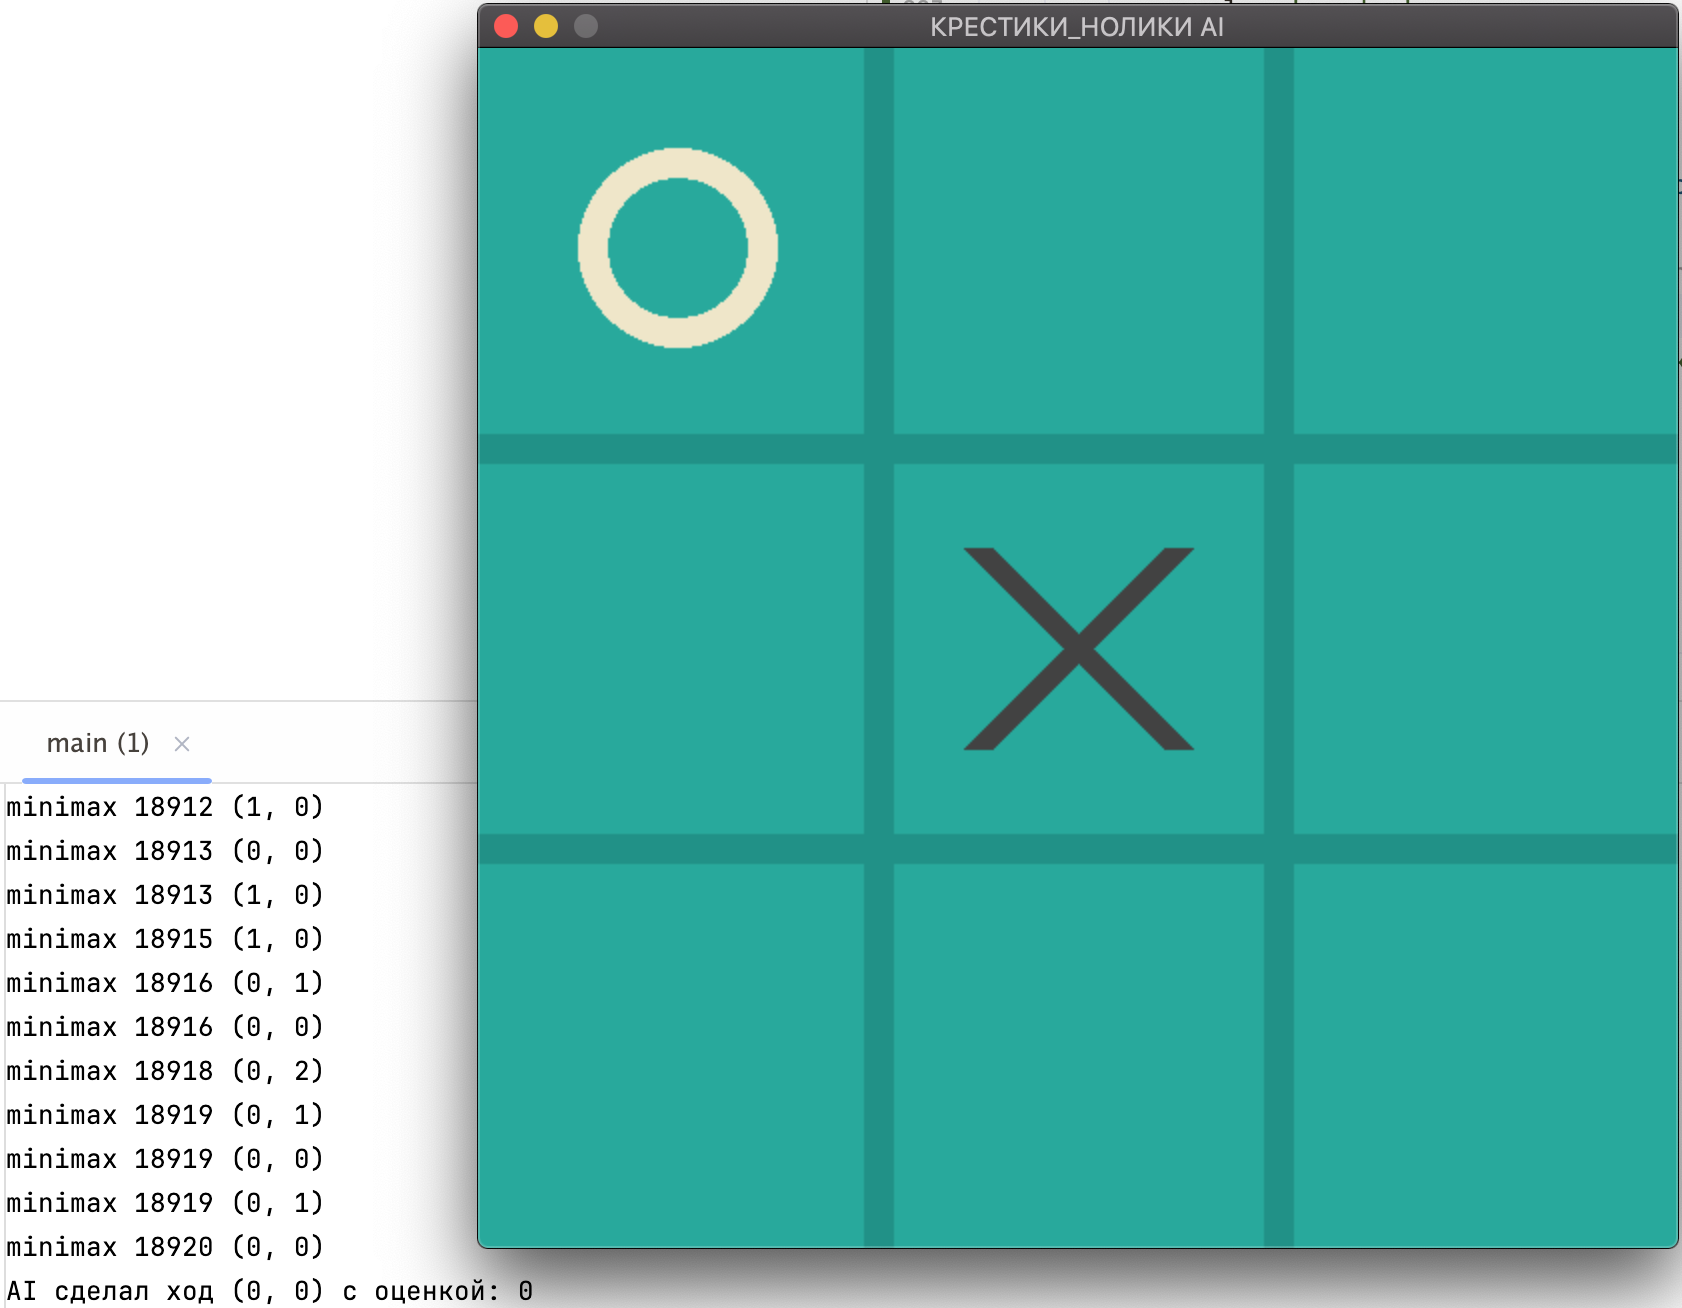 КРЕСТИКИ_НОЛИКИ AI
main (1)
minimax 18912 (1, 0)
minimax 18913 (0, 0)
minimax 18913 (1, 0)
minimax 18915 (1, 0)
minimax 18916 (0, 1)
minimax 18916 (0, 0)
minimax 18918 (0, 2)
minimax 18919 (0, 1)
minimax 18919 (0, 0)
minimax 18919 (0, 1)
minimax 18920 (0, 0)
AI сделал ход (0, 0) с оценкой: 0